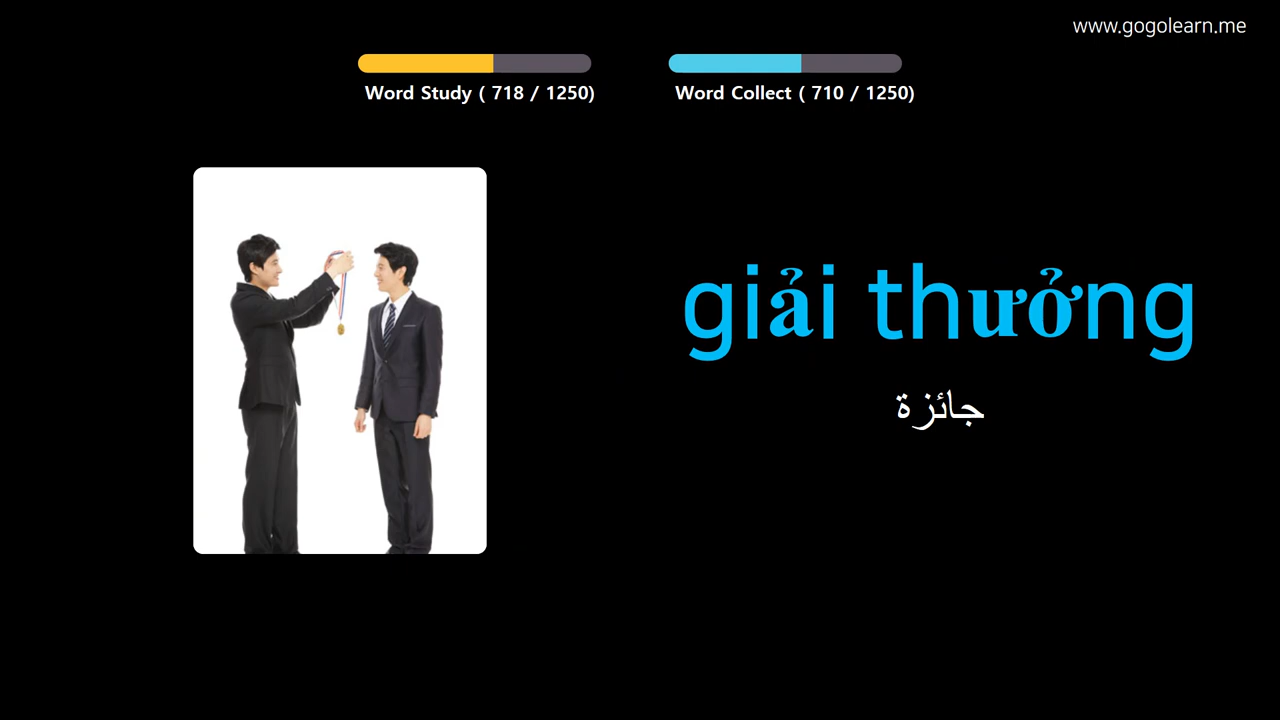 www.gogolearn.me
Word Study ( 718 / 1250)
Word Collect ( 710 / 1250)
giải thưởng
جائزة